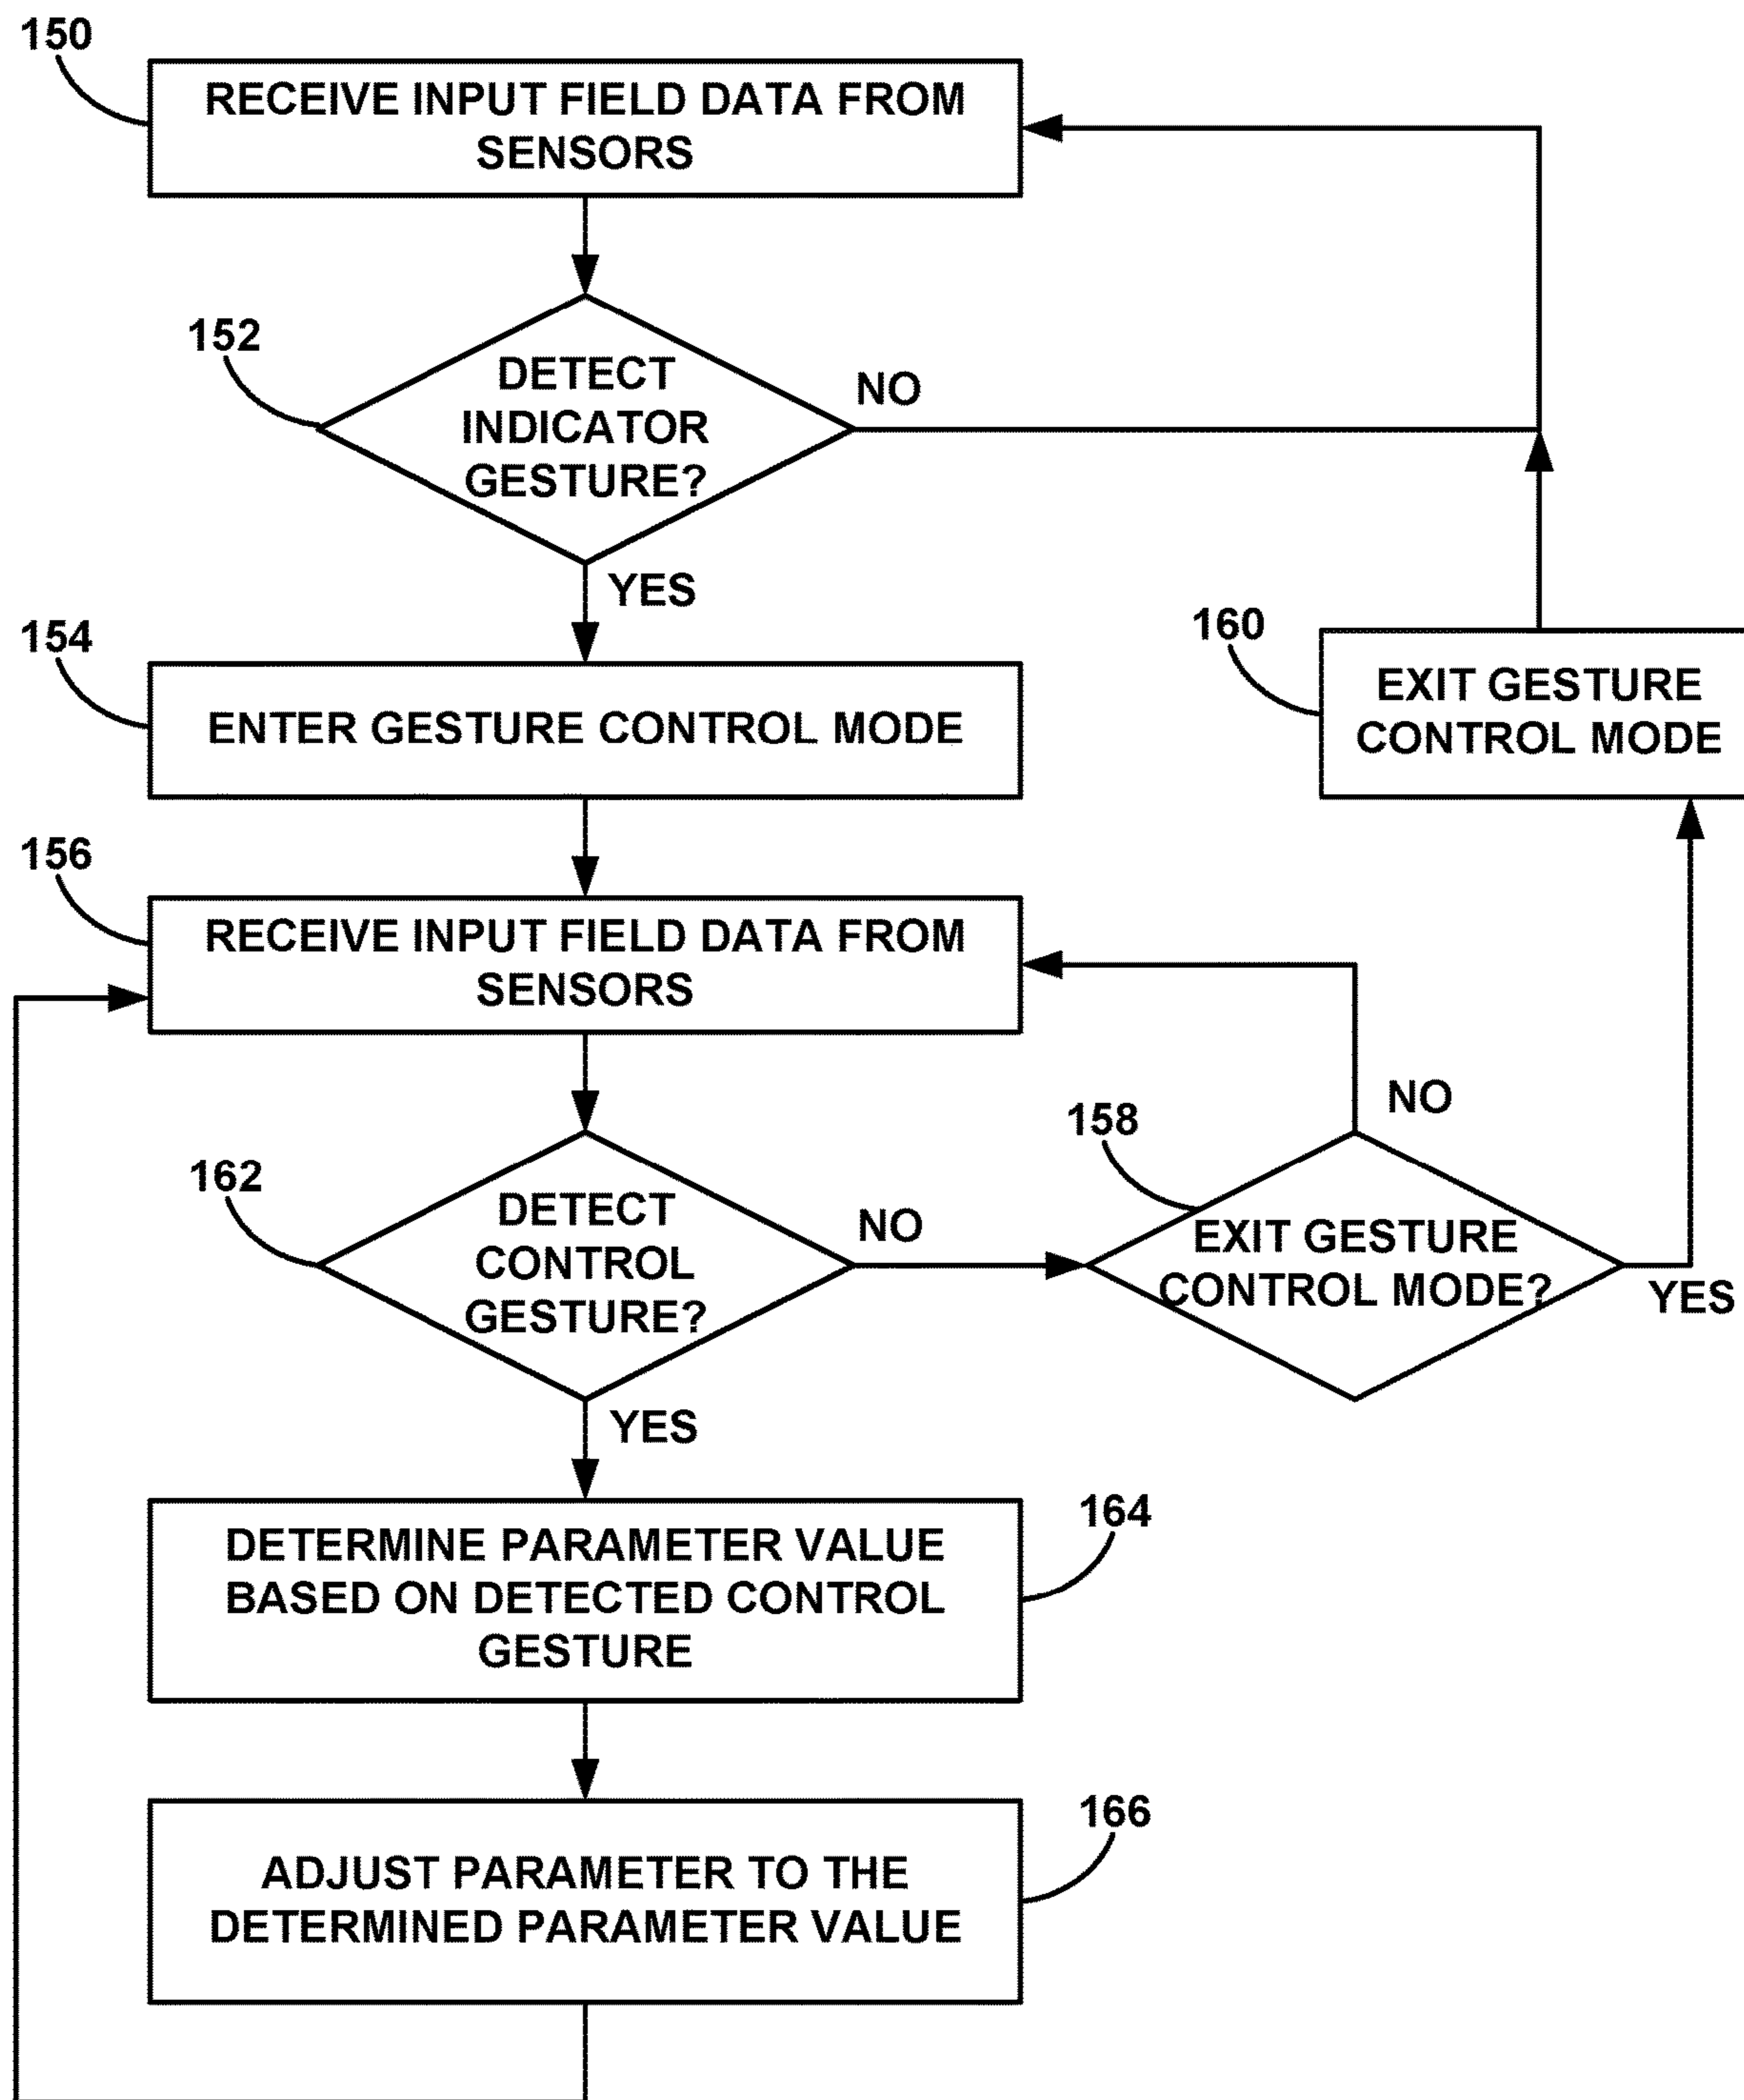 150
RECEIVE INPUT FIELD DATA FROM
SENSORS
152
DETECT
INDICATOR
GESTURE?
NO
YES
154
ENTER GESTURE CONTROL MODE
160
EXIT GESTURE
CONTROL MODE
156
RECEIVE INPUT FIELD DATA FROM
SENSORS
162
DETECT
CONTROL
GESTURE?
NO
158
EXIT GESTURE
CONTROL MODE?
NO
YES
YES
164
DETERMINE PARAMETER VALUE
BASED ON DETECTED CONTROL
GESTURE
166
ADJUST PARAMETER TO THE
DETERMINED PARAMETER VALUE